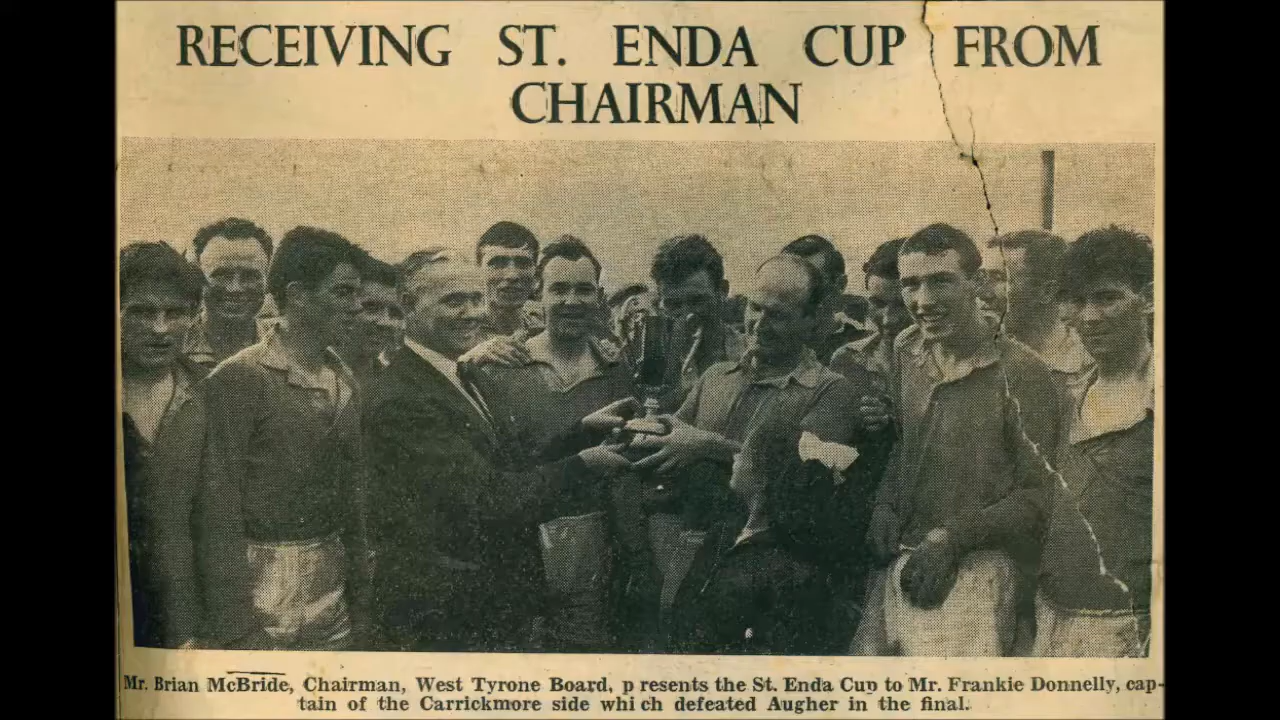 RECEIVING ST. ENDA CUP FROM
CHAIRMAN
Mr. Brian McBride, Chairman, West Tyrone Board, p resents the St. Enda Cup to Mr. Frankie Donnelly, cap-
tain of the Carrickmore side whi ch defeated Augher in the final.